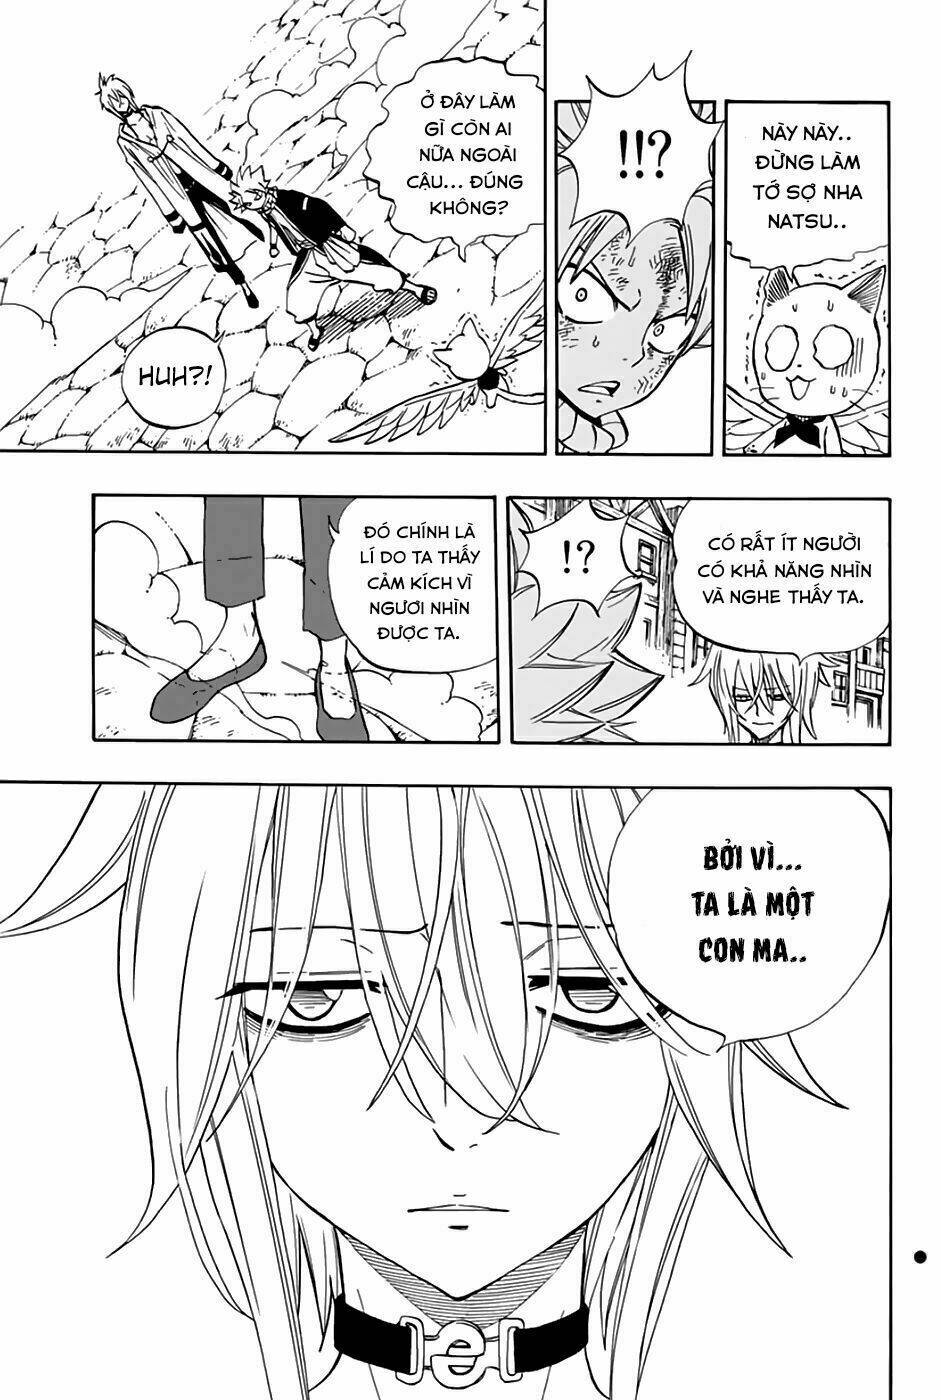 NÀY NÀY..
ĐỪNG LÀM
TỚ SỢ NHA
NATSU..
!!?
Ở ĐÂY LÀM
GÌ CÒN AI
NỮA NGOÀI
CẬU... ĐÚNG
KHÔNG?
HUH?!
CÓ RẤT ÍT NGƯỜI
CÓ KHẢ NĂNG NHÌN
VÀ NGHE THẤY TA.
!?
ĐÓ CHÍNH LÀ
LÍ DO TA THẤY
CẢM KÍCH VÌ
NGƯƠI NHÌN
ĐƯỢC TA.
BỞI VÌ...
TA LÀ MỘT
CON MA..